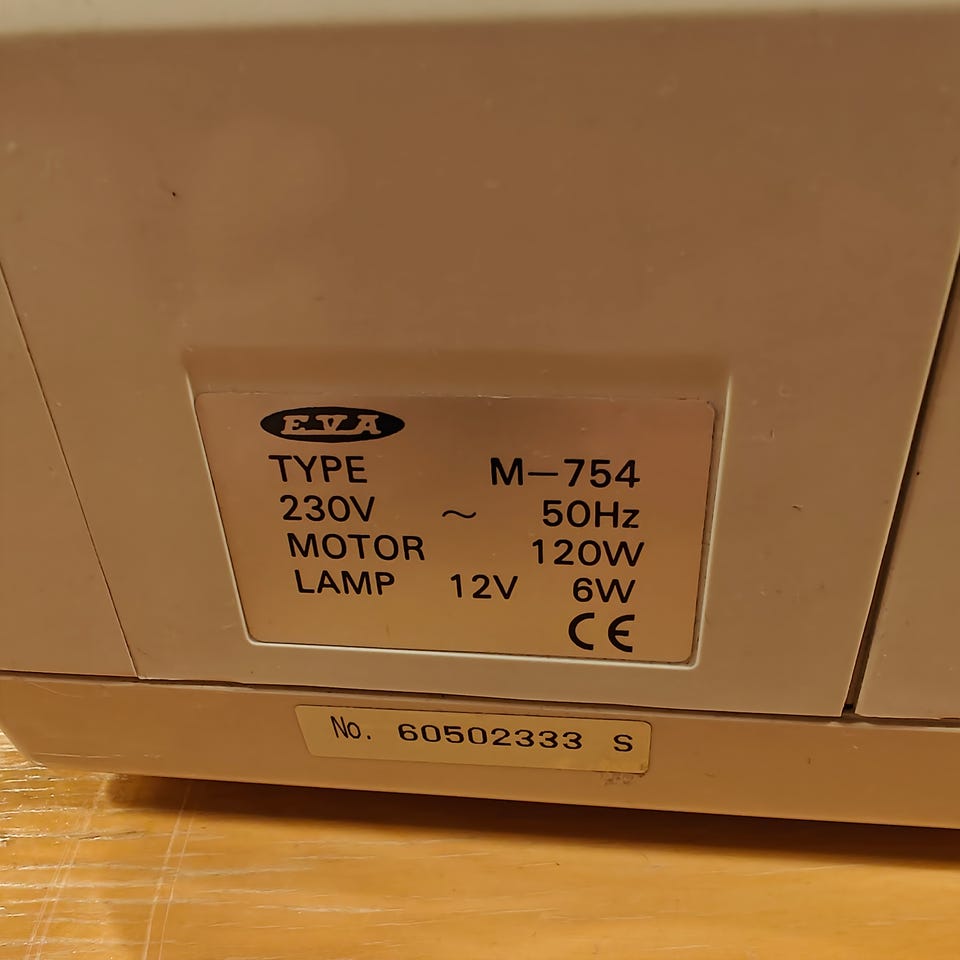 EVA
TYPE M-754
230V ~ 50Hz
MOTOR 120W
LAMP 12V 6W
CE
No. 60502333 S